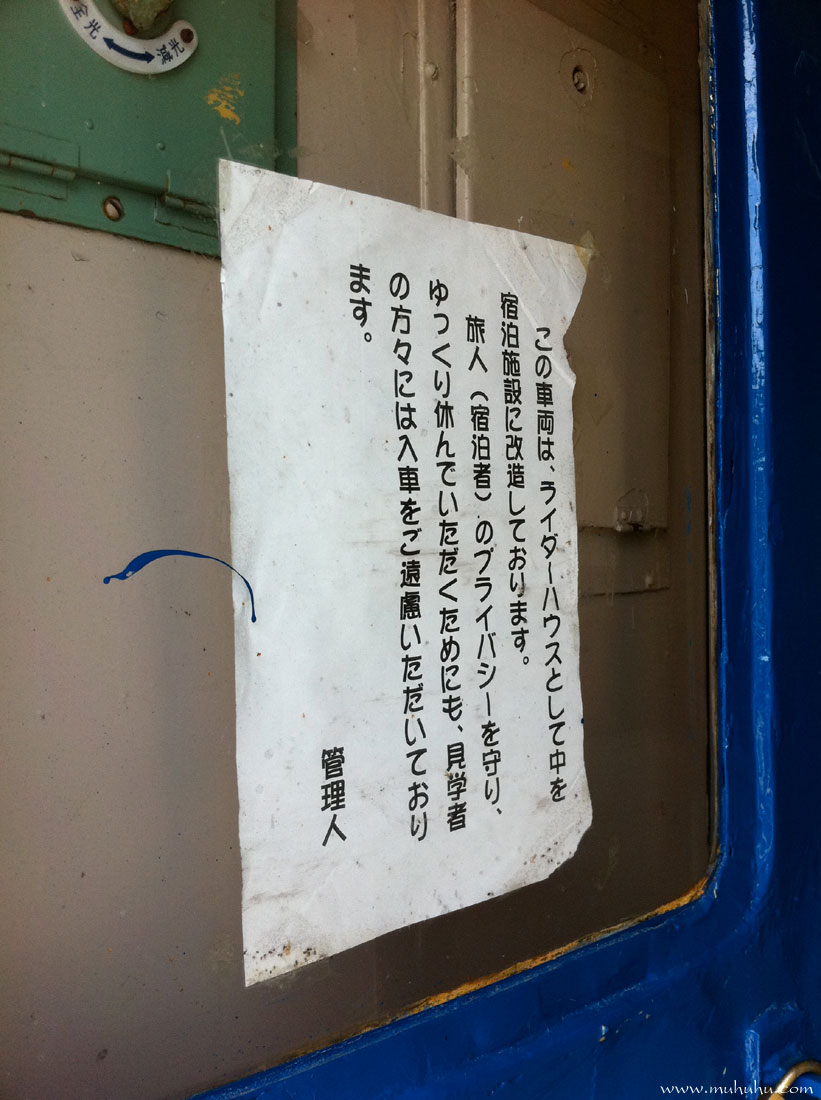 全光 減光
この車両は、ライダーハウスとして中を
宿泊施設に改造しております。
旅人（宿泊者）のプライバシーを守り、
ゆっくり休んでいただくためにも、見学者
の方々には入車をご遠慮いただいており
ます。
管理人
www.muhuhu.com